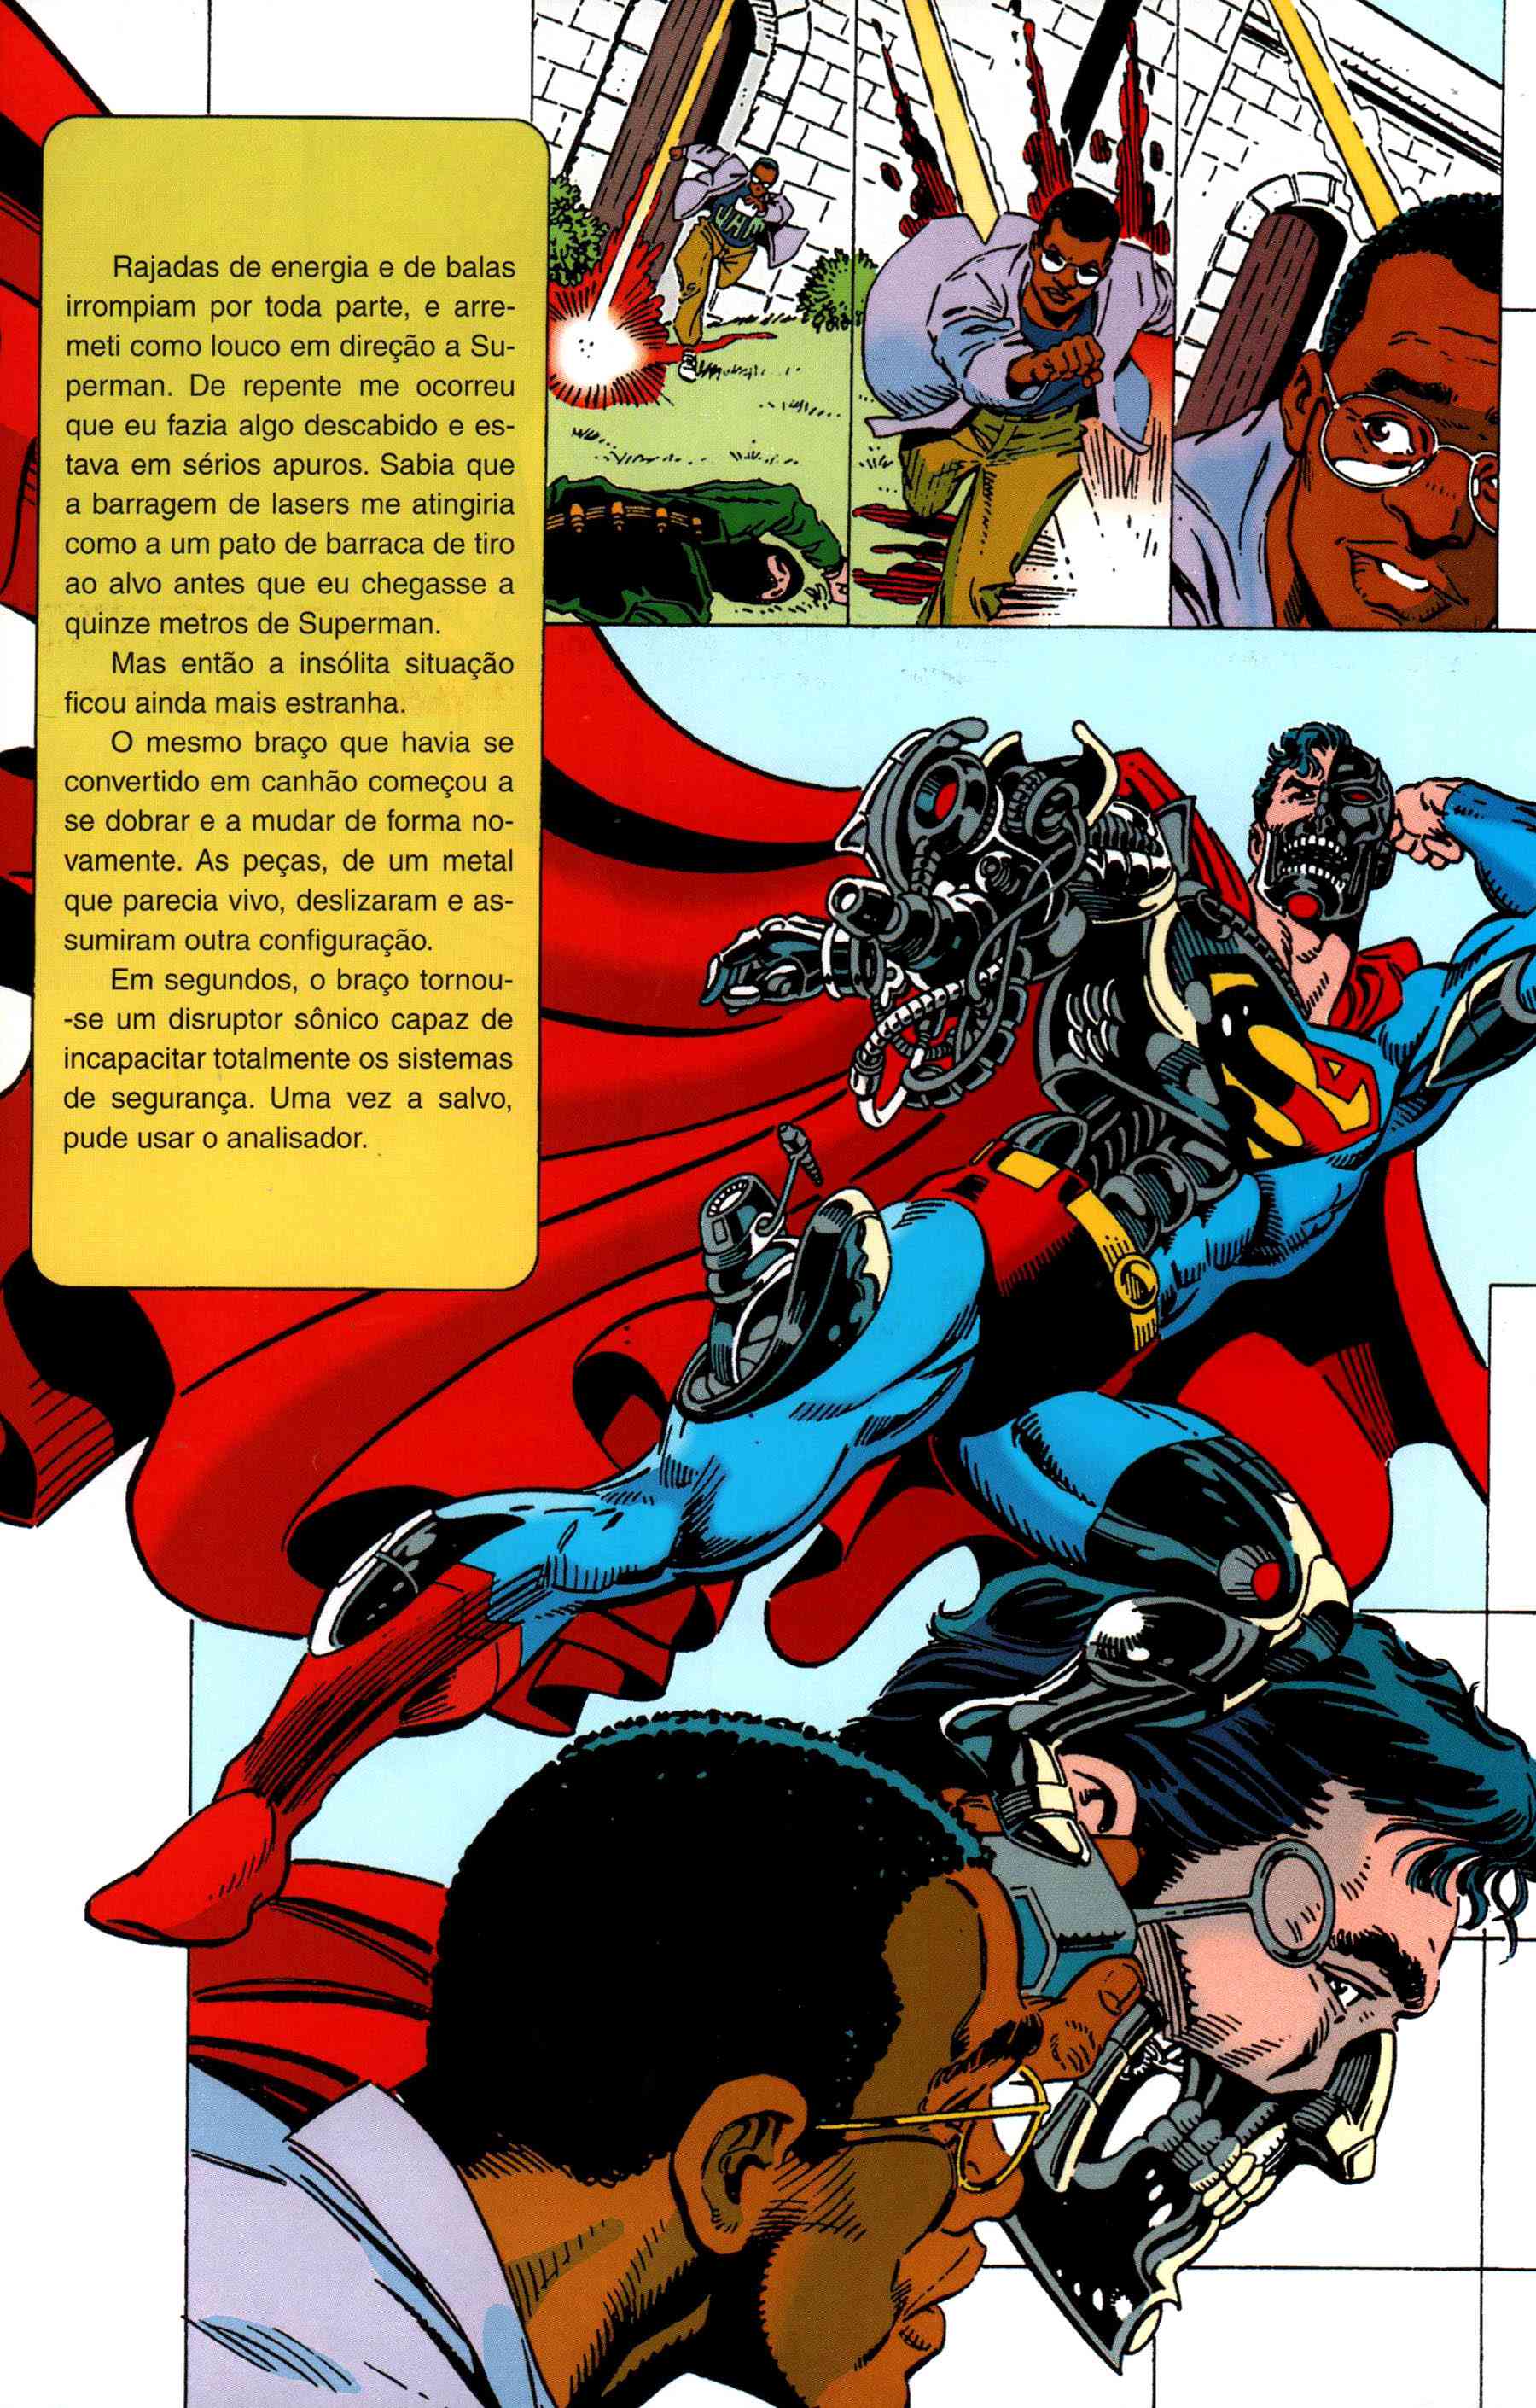 Rajadas de energia e de balas
irrompiam por toda parte, e arre-
meti como louco em direção a Su-
perman. De repente me ocorreu
que eu fazia algo descabido e es-
tava em sérios apuros. Sabia que
a barragem de lasers me atingiria
como a um pato de barraca de tiro
ao alvo antes que eu chegasse a
quinze metros de Superman.
Mas então a insólita situação
ficou ainda mais estranha.
O mesmo braço que havia se
convertido em canhão começou a
se dobrar e a mudar de forma no-
vamente. As peças, de um metal
que parecia vivo, deslizaram e as-
sumiram outra configuração.
Em segundos, o braço tornou-
-se um disruptor sônico capaz de
incapacitar totalmente os sistemas
de segurança. Uma vez a salvo,
pude usar o analisador.